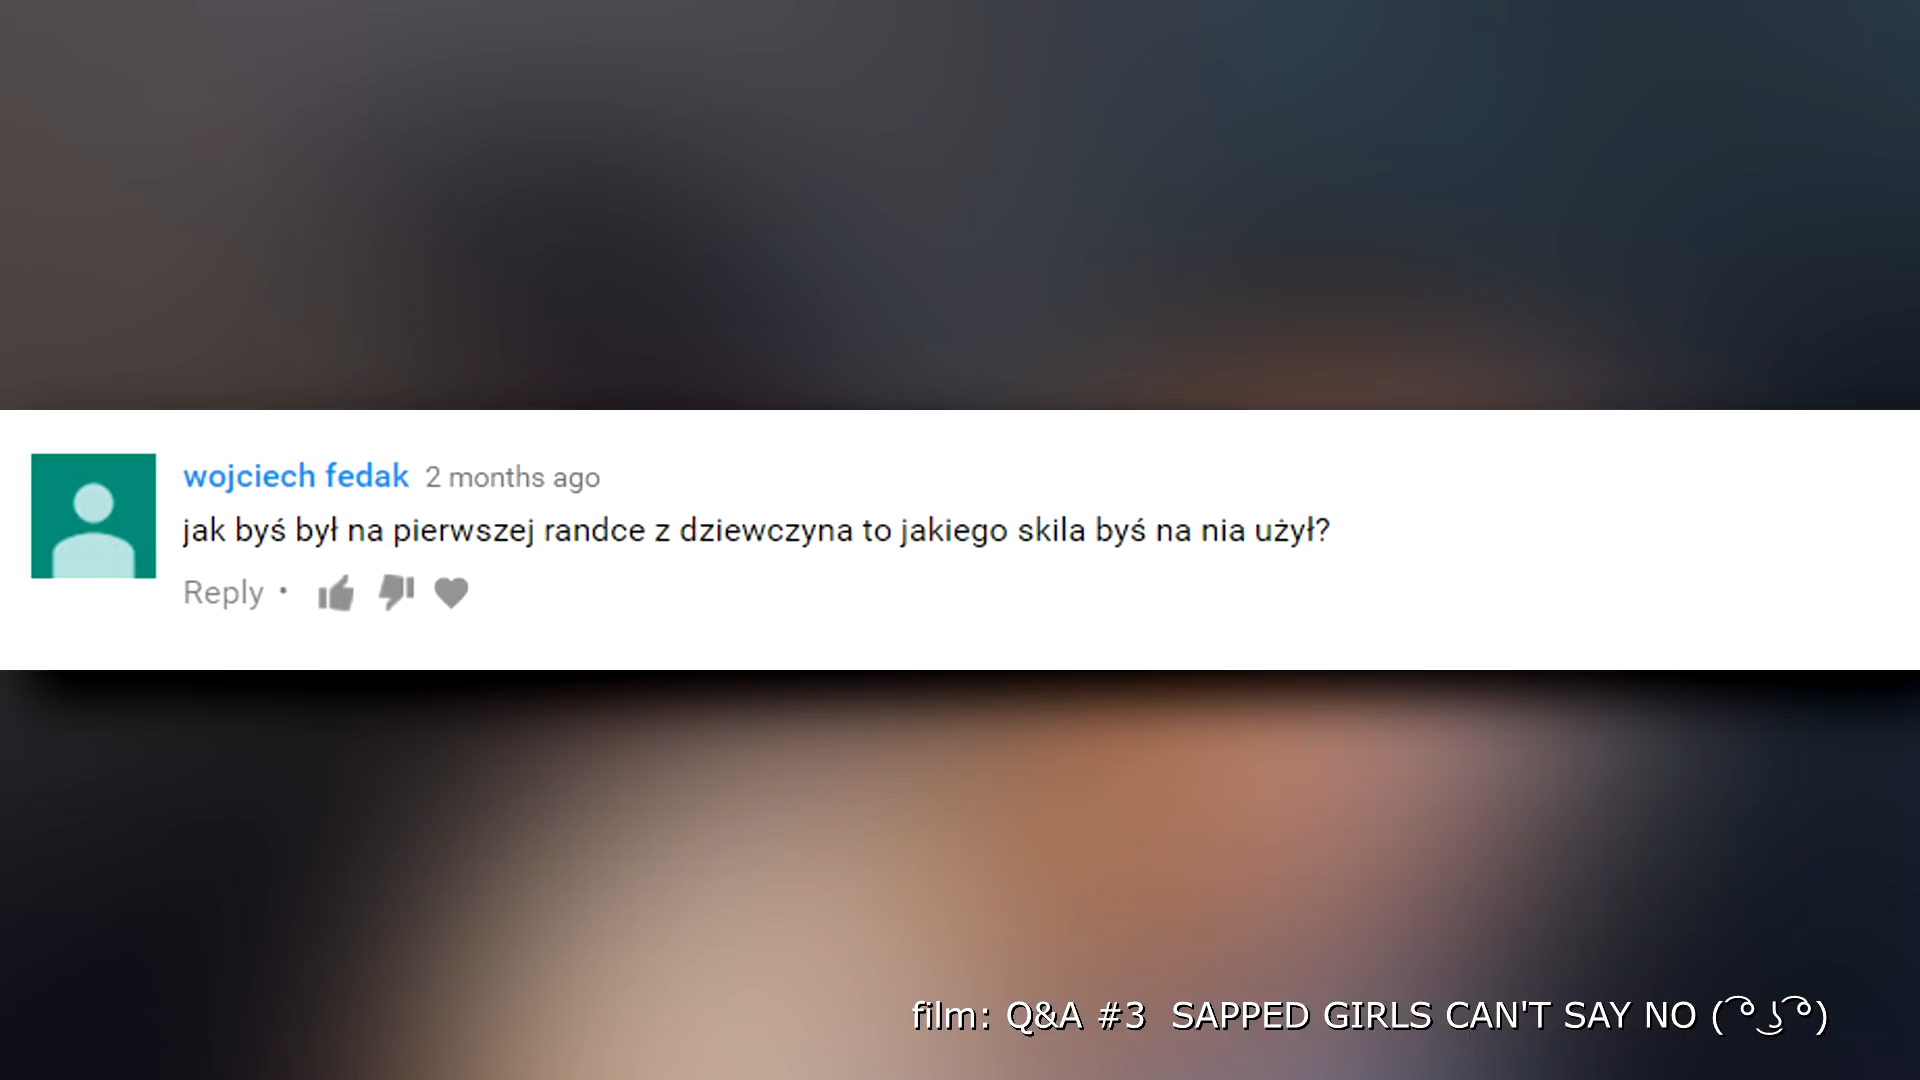 wojciech fedak 2 months ago
jak byś był na pierwszej randce z dziewczyna to jakiego skila byś na nia użył?
Reply •
film: Q&A #3 SAPPED GIRLS CAN'T SAY NO ( ͡° ͜ʖ ͡°)